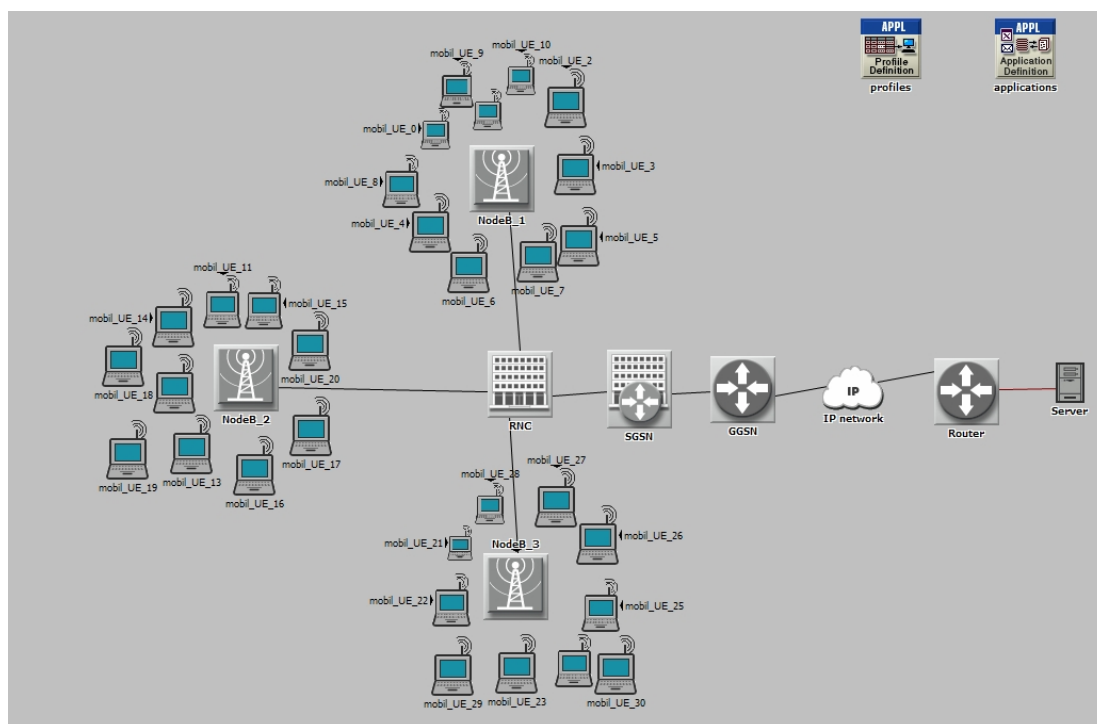 APPL
Profile
Definition
profiles
APPL
Application
Definition
applications
mobil_UE_10
mobil_UE_9
mobil_UE_2
mobil_UE_0
mobil_UE_3
mobil_UE_8
mobil_UE_4
NodeB_1
mobil_UE_5
mobil_UE_7
mobil_UE_6
mobil_UE_11
mobil_UE_15
mobil_UE_14
mobil_UE_20
mobil_UE_18
NodeB_2
mobil_UE_17
mobil_UE_19
mobil_UE_13
mobil_UE_16
RNC
SGSN
GGSN
IP
IP network
Router
Server
mobil_UE_27
mobil_UE_28
mobil_UE_26
mobil_UE_21
NodeB_3
mobil_UE_22
mobil_UE_25
mobil_UE_29
mobil_UE_23
mobil_UE_30